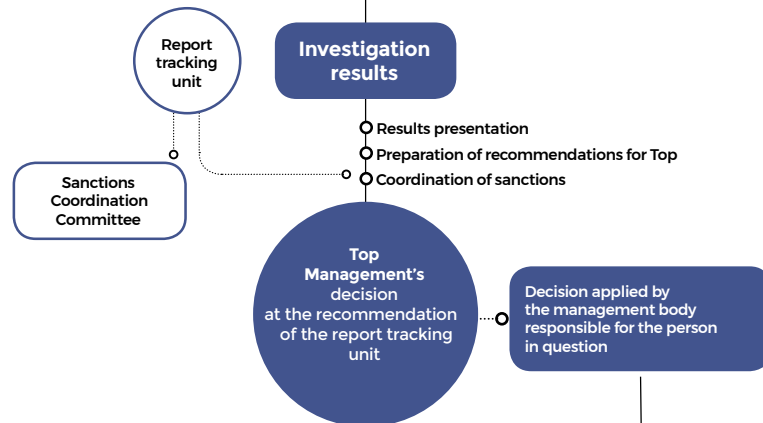 Report
tracking
unit
Investigation
results
Results presentation
Preparation of recommendations for Top
Coordination of sanctions
Sanctions
Coordination
Committee
Top
Management's
decision
at the recommendation
of the report tracking
unit
Decision applied by
the management body
responsible for the person
in question